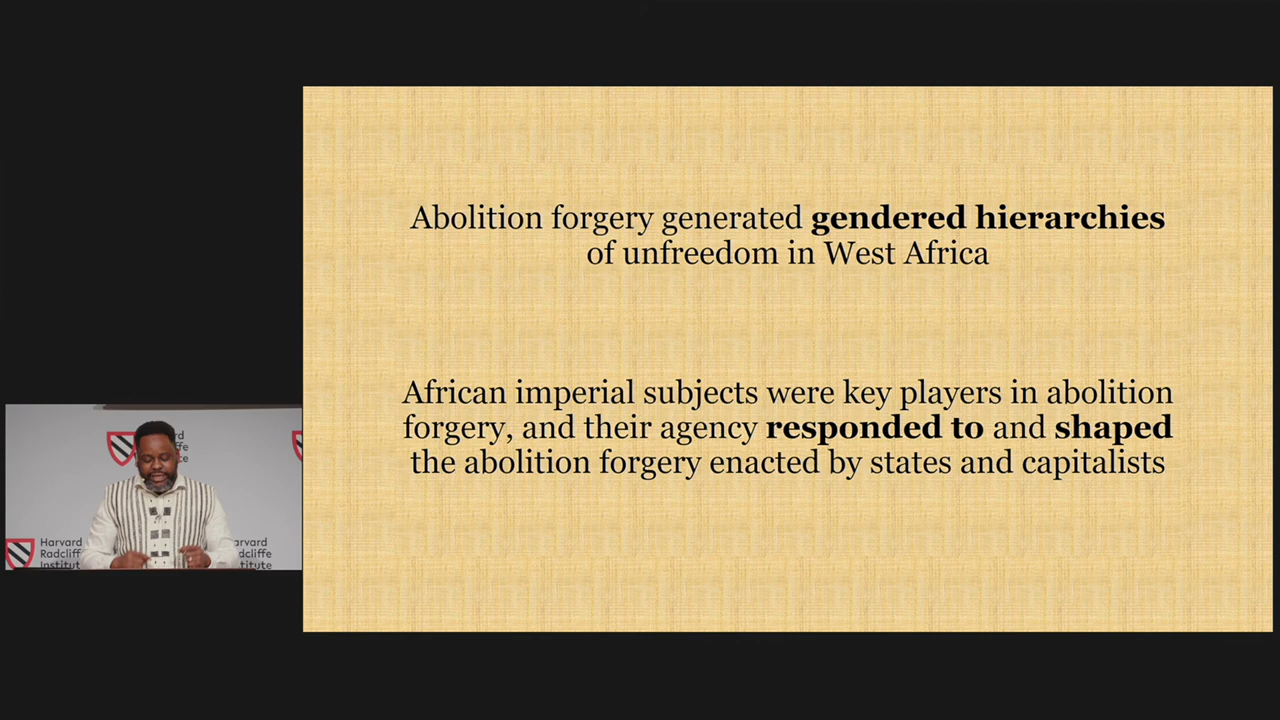 Abolition forgery generated gendered hierarchies
of unfreedom in West Africa
African imperial subjects were key players in abolition
forgery, and their agency responded to and shaped
the abolition forgery enacted by states and capitalists
Harvard
Radcliffe
Institute